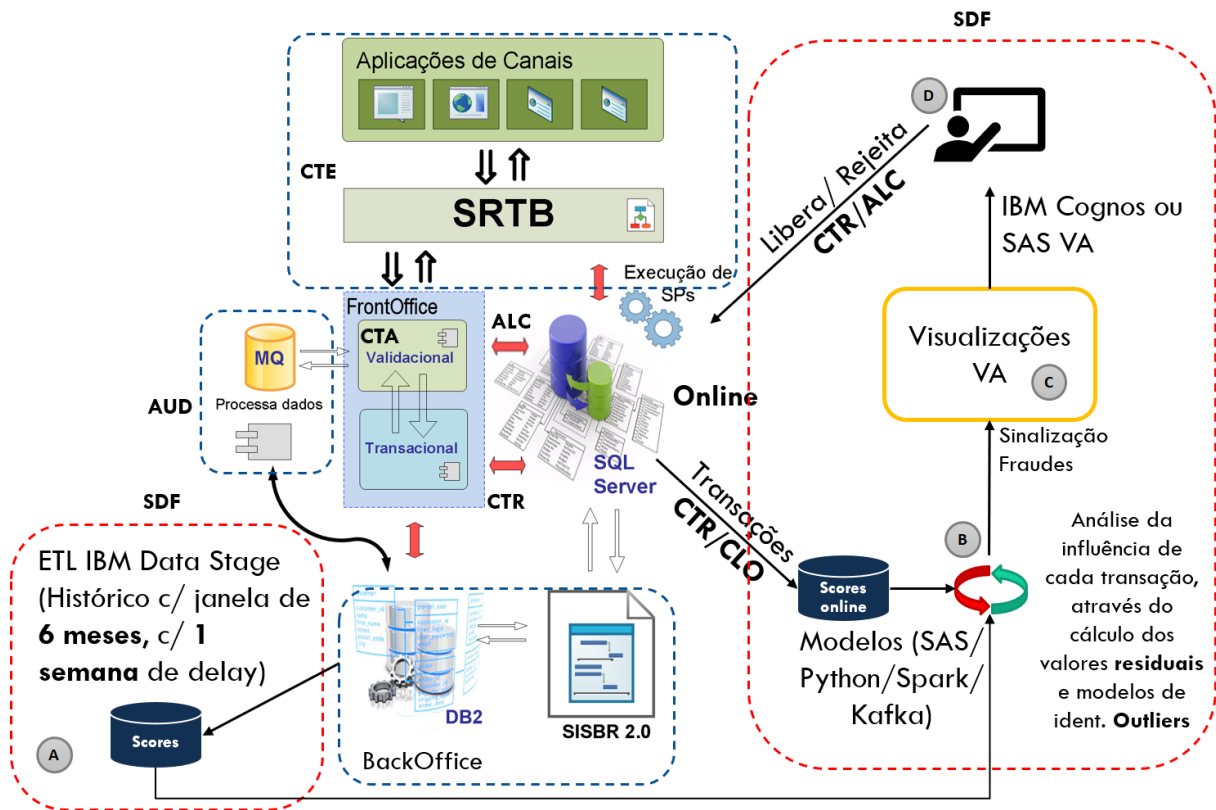 SDF
Aplicações de Canais
D
CTE
SRTB
Libera/ Rejeita
CTR/ALC
IBM Cognos ou
SAS VA
Execução de
SPs
FrontOffice
CTA
Validacional
ALC
MQ
Processa dados
AUD
Transacional
CTR
Online
SQL
Server
Visualizações
VA
C
Sinalização
Fraudes
Transações
CTR/CLO
B
Análise da
influência de
cada transação,
através do
cálculo dos
valores residuais
e modelos de
ident. Outliers
Scores
online
Modelos (SAS/
Python/Spark/
Kafka)
SDF
ETL IBM Data Stage
(Histórico c/ janela de
6 meses, c/ 1
semana de delay)
Scores
A
DB2
SISBR 2.0
BackOffice